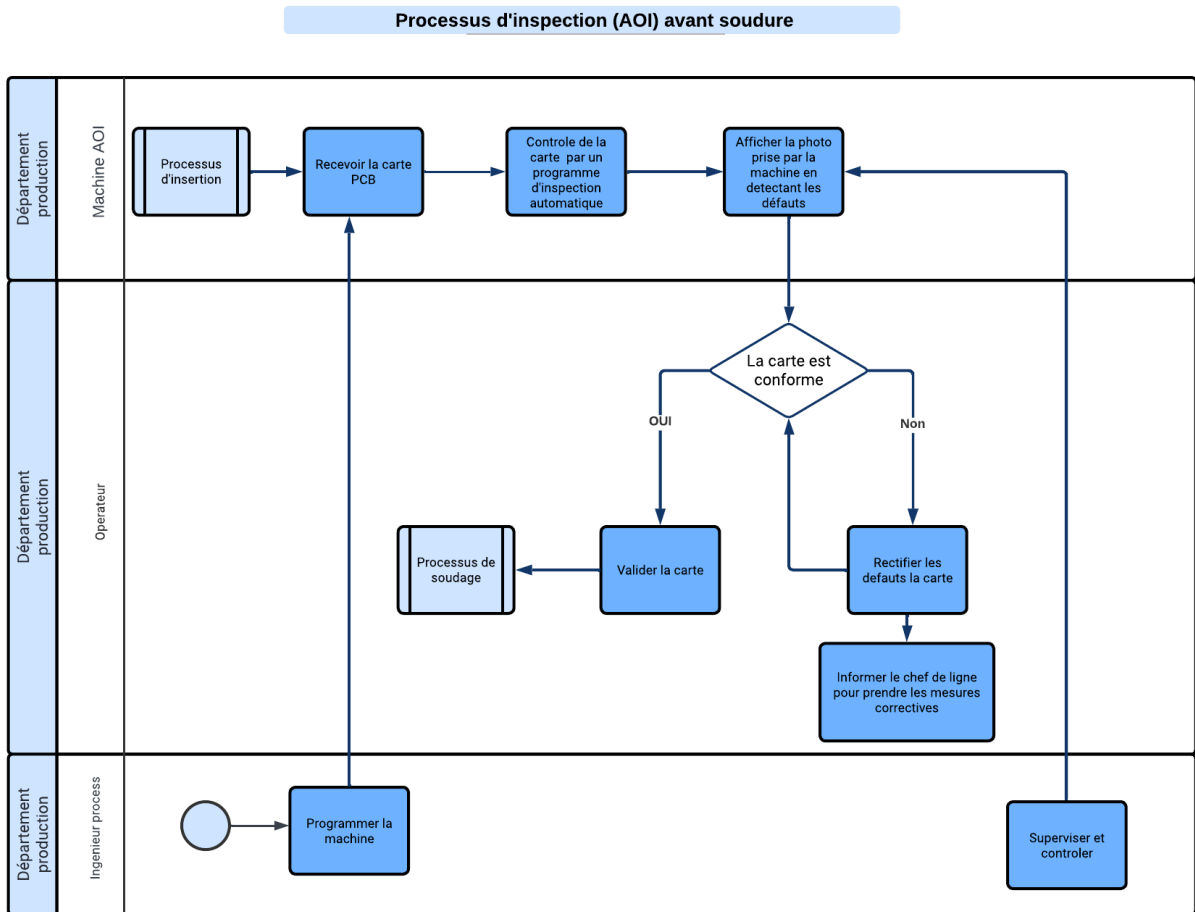 Processus d'inspection (AOI) avant soudure
Département
production
Machine AOI
Processus
d'insertion
Recevoir la carte
PCB
Controle de la
carte par un
programme
d'inspection
automatique
Afficher la photo
prise par la
machine en
detectant les
défauts
Département
production
Operateur
La carte est
conforme
OUI
Non
Processus de
soudage
Valider la carte
Rectifier les
defauts la carte
Informer le chef de ligne
pour prendre les mesures
correctives
Département
production
Ingenieur process
Programmer la
machine
Superviser et
controler